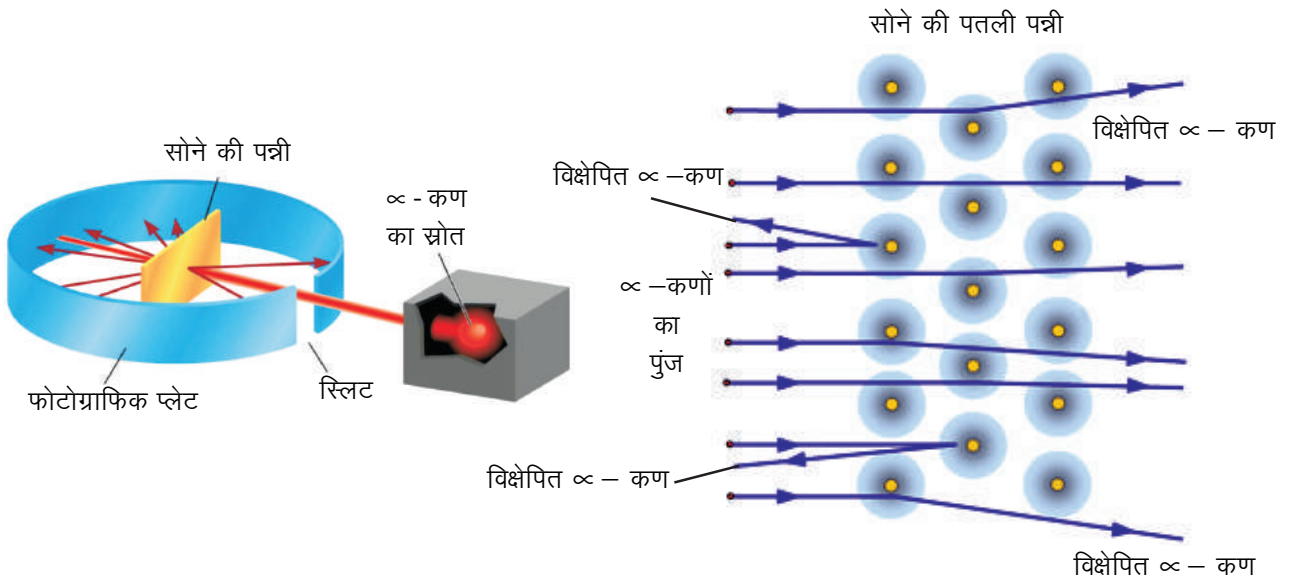 सोने की पन्नी
∝ - कण
का स्रोत
स्लिट
फोटोग्राफिक प्लेट
सोने की पतली पन्नी
विक्षेपित ∝ – कण
विक्षेपित ∝ –कण
∝ –कणों
का
पुंज
विक्षेपित ∝ – कण
विक्षेपित ∝ – कण